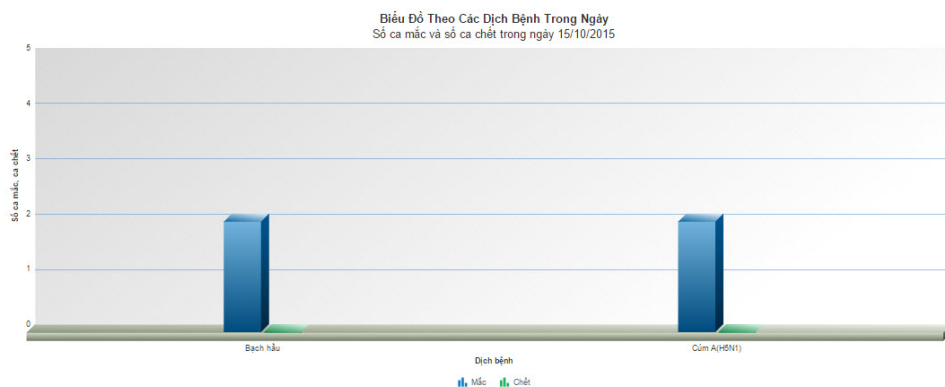 Biểu Đồ Theo Các Dịch Bệnh Trong Ngày
Số ca mắc và số ca chết trong ngày 15/10/2015
Số ca mắc, ca chết
5
4
3
2
1
0
Bạch hầu
Cúm A(H5N1)
Dịch bệnh
Mắc
Chết